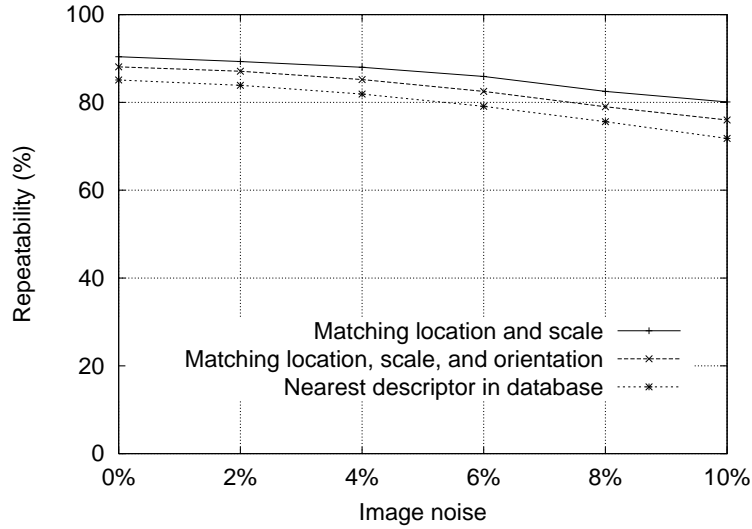 100
80
60
40
20
0
Repeatability (%)
Matching location and scale
Matching location, scale, and orientation
Nearest descriptor in database
0% 2% 4% 6% 8% 10%
Image noise